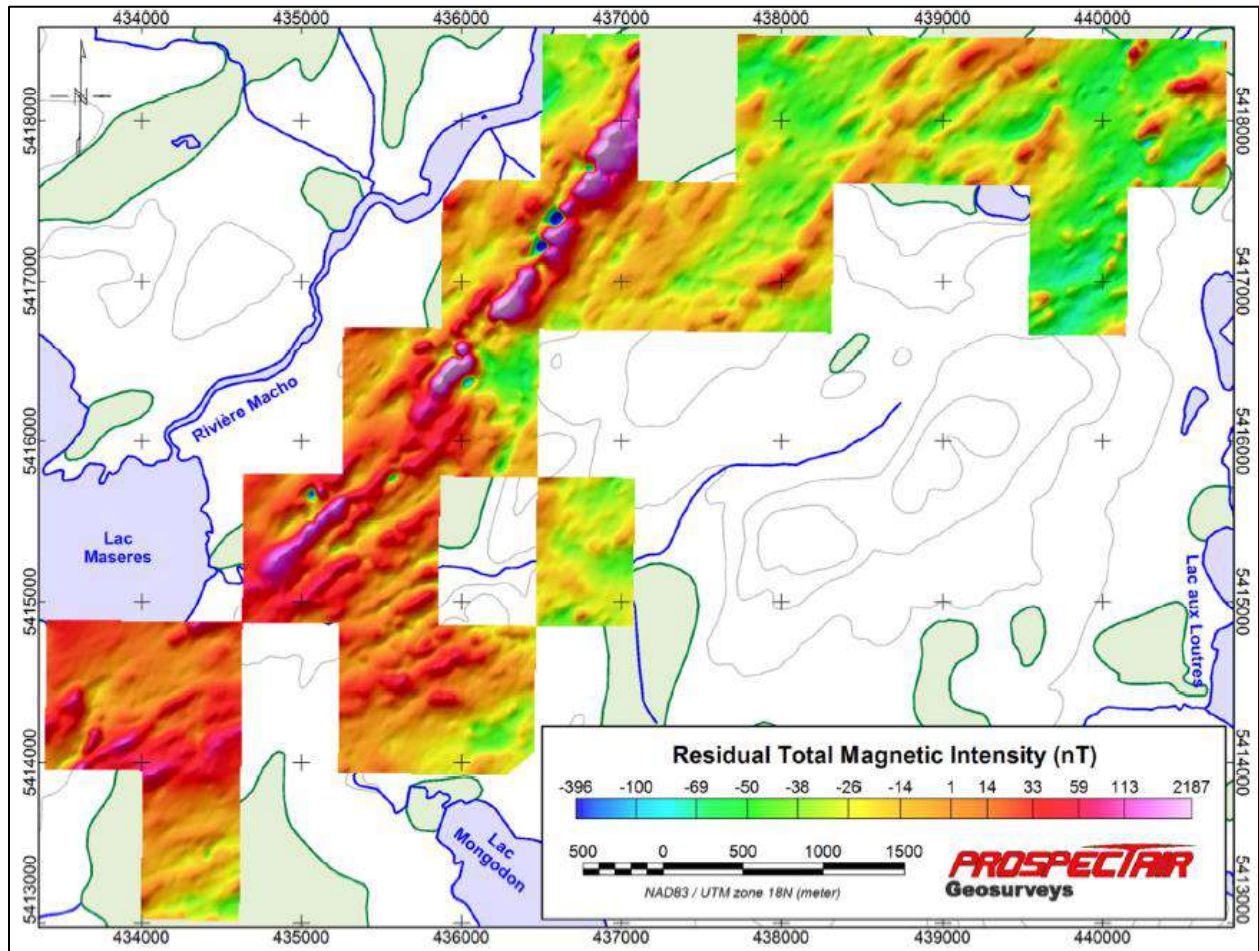 434000 435000 436000 437000 438000 439000 440000
5418000
5417000
5416000
5415000
5414000
5413000
N
5418000
5417000
5416000
5415000
5414000
5413000
Rivière Macho
Lac
Maseres
Lac aux Loutres
Lac
Mongodon
Residual Total Magnetic Intensity (nT)
-396 -100 -69 -50 -38 -26 -14 1 14 33 59 113 2187
500 0 500 1000 1500
NAD83 / UTM zone 18N (meter)
PROSPECTAIR
Geosurveys
434000 435000 436000 437000 438000 439000 440000